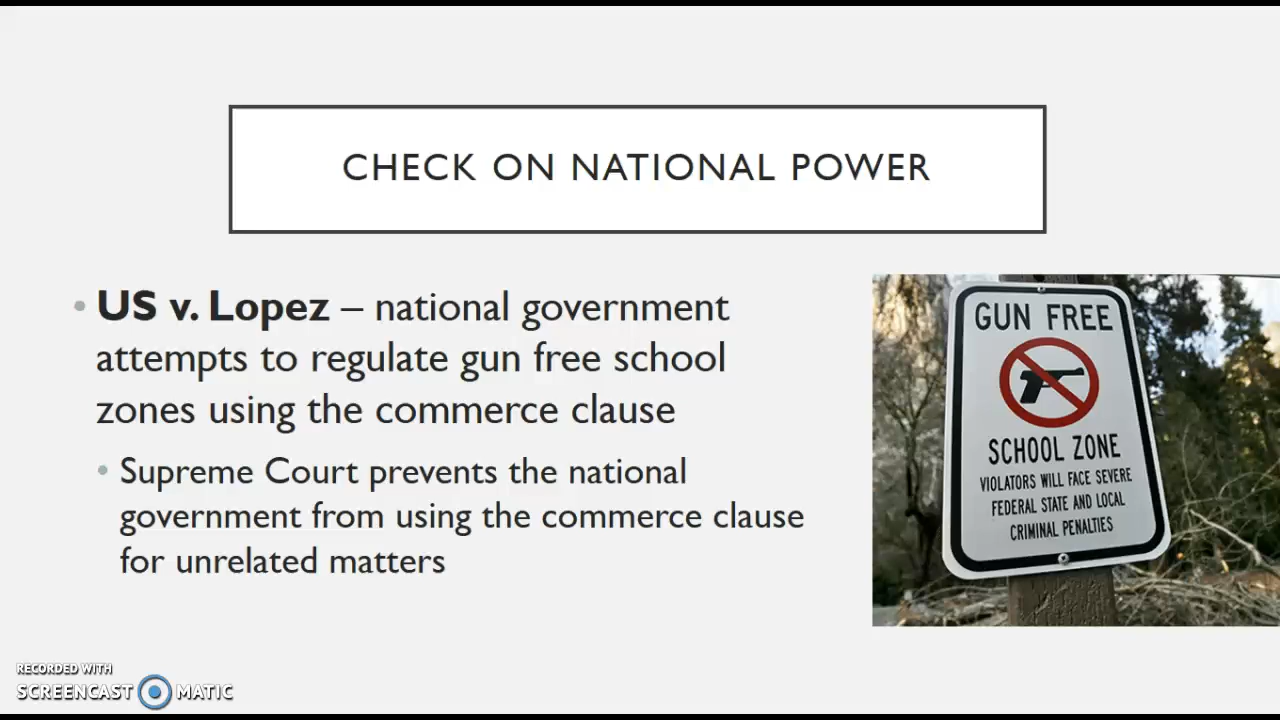 CHECK ON NATIONAL POWER
• US v. Lopez – national government
attempts to regulate gun free school
zones using the commerce clause
• Supreme Court prevents the national
government from using the commerce clause
for unrelated matters
GUN FREE
SCHOOL ZONE
VIOLATORS WILL FACE SEVERE
FEDERAL STATE AND LOCAL
CRIMINAL PENALTIES
RECORDED WITH
SCREENCAST MATIC